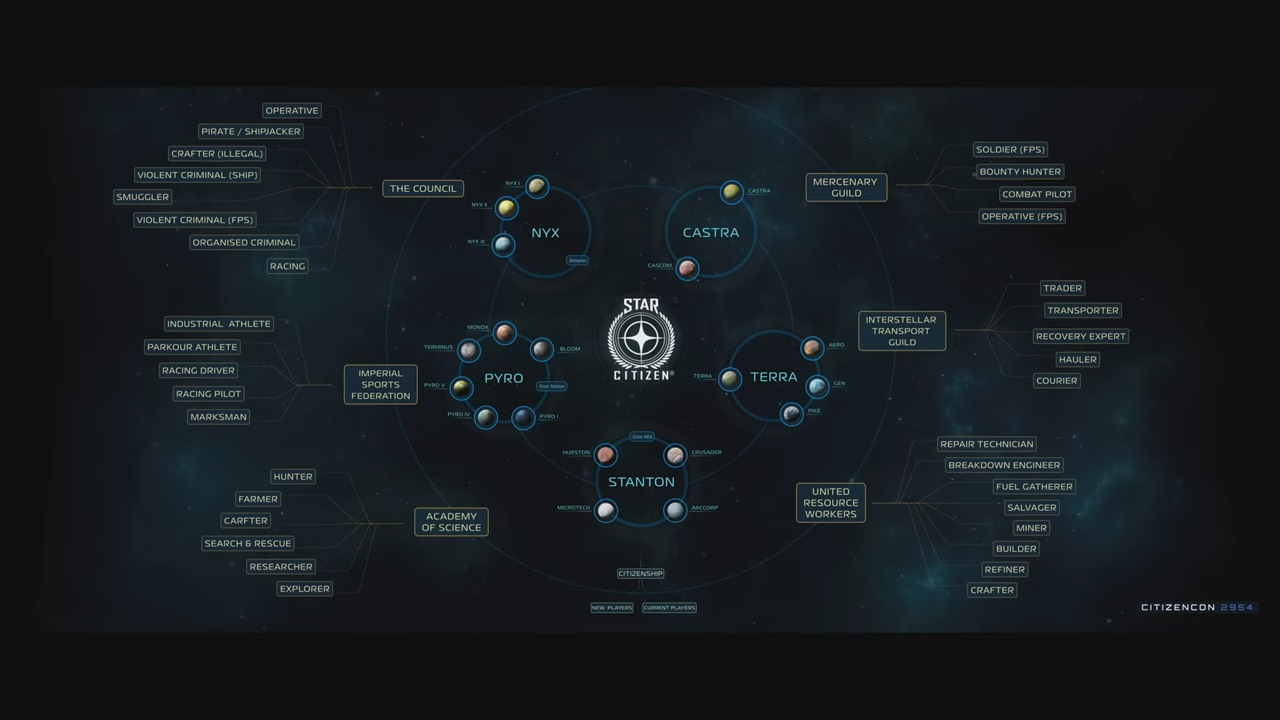 OPERATIVE
PIRATE / SHIPJACKER
CRAFTER (ILLEGAL)
VIOLENT CRIMINAL (SHIP)
SMUGGLER
VIOLENT CRIMINAL (FPS)
ORGANISED CRIMINAL
RACING
THE COUNCIL
INDUSTRIAL ATHLETE
PARKOUR ATHLETE
RACING DRIVER
RACING PILOT
MARKSMAN
IMPERIAL
SPORTS
FEDERATION
HUNTER
FARMER
CARFTER
SEARCH & RESCUE
RESEARCHER
EXPLORER
ACADEMY
OF SCIENCE
NYX I
NYX II
NYX III
NYX
Delamar
CASTRA
CASTRA
CASCOM
STAR
CITIZEN®
MONOX
TERMINUS
BLOOM
PYRO
PYRO V
Ruin Station
PYRO IV
PYRO I
AERO
TERRA
TERRA
GEN
PIKE
HURSTON
CRUSADER
STANTON
MICROTECH
ARCCORP
CITIZENSHIP
NEW PLAYERS
CURRENT PLAYERS
MERCENARY
GUILD
SOLDIER (FPS)
BOUNTY HUNTER
COMBAT PILOT
OPERATIVE (FPS)
INTERSTELLAR
TRANSPORT
GUILD
TRADER
TRANSPORTER
RECOVERY EXPERT
HAULER
COURIER
UNITED
RESOURCE
WORKERS
REPAIR TECHNICIAN
BREAKDOWN ENGINEER
FUEL GATHERER
SALVAGER
MINER
BUILDER
REFINER
CRAFTER
CITIZENCON 2954